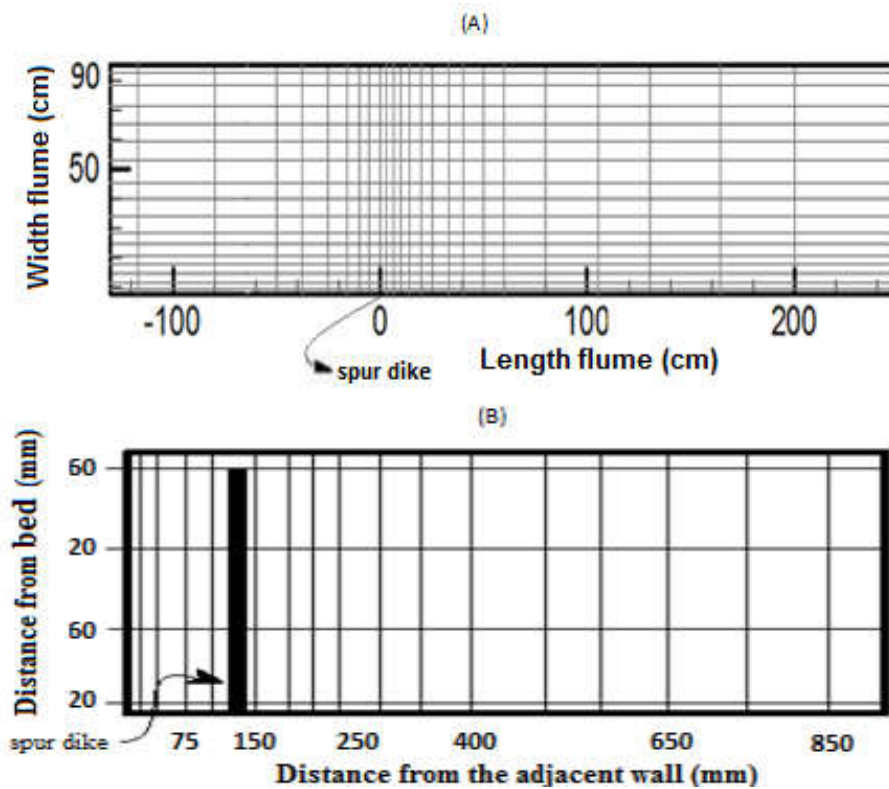 (A)
Width flume (cm)
90
50
-100 0 100 200
spur dike
Length flume (cm)
(B)
Distance from bed (mm)
60
20
60
20
spur dike
75 150 250 400 650 850
Distance from the adjacent wall (mm)